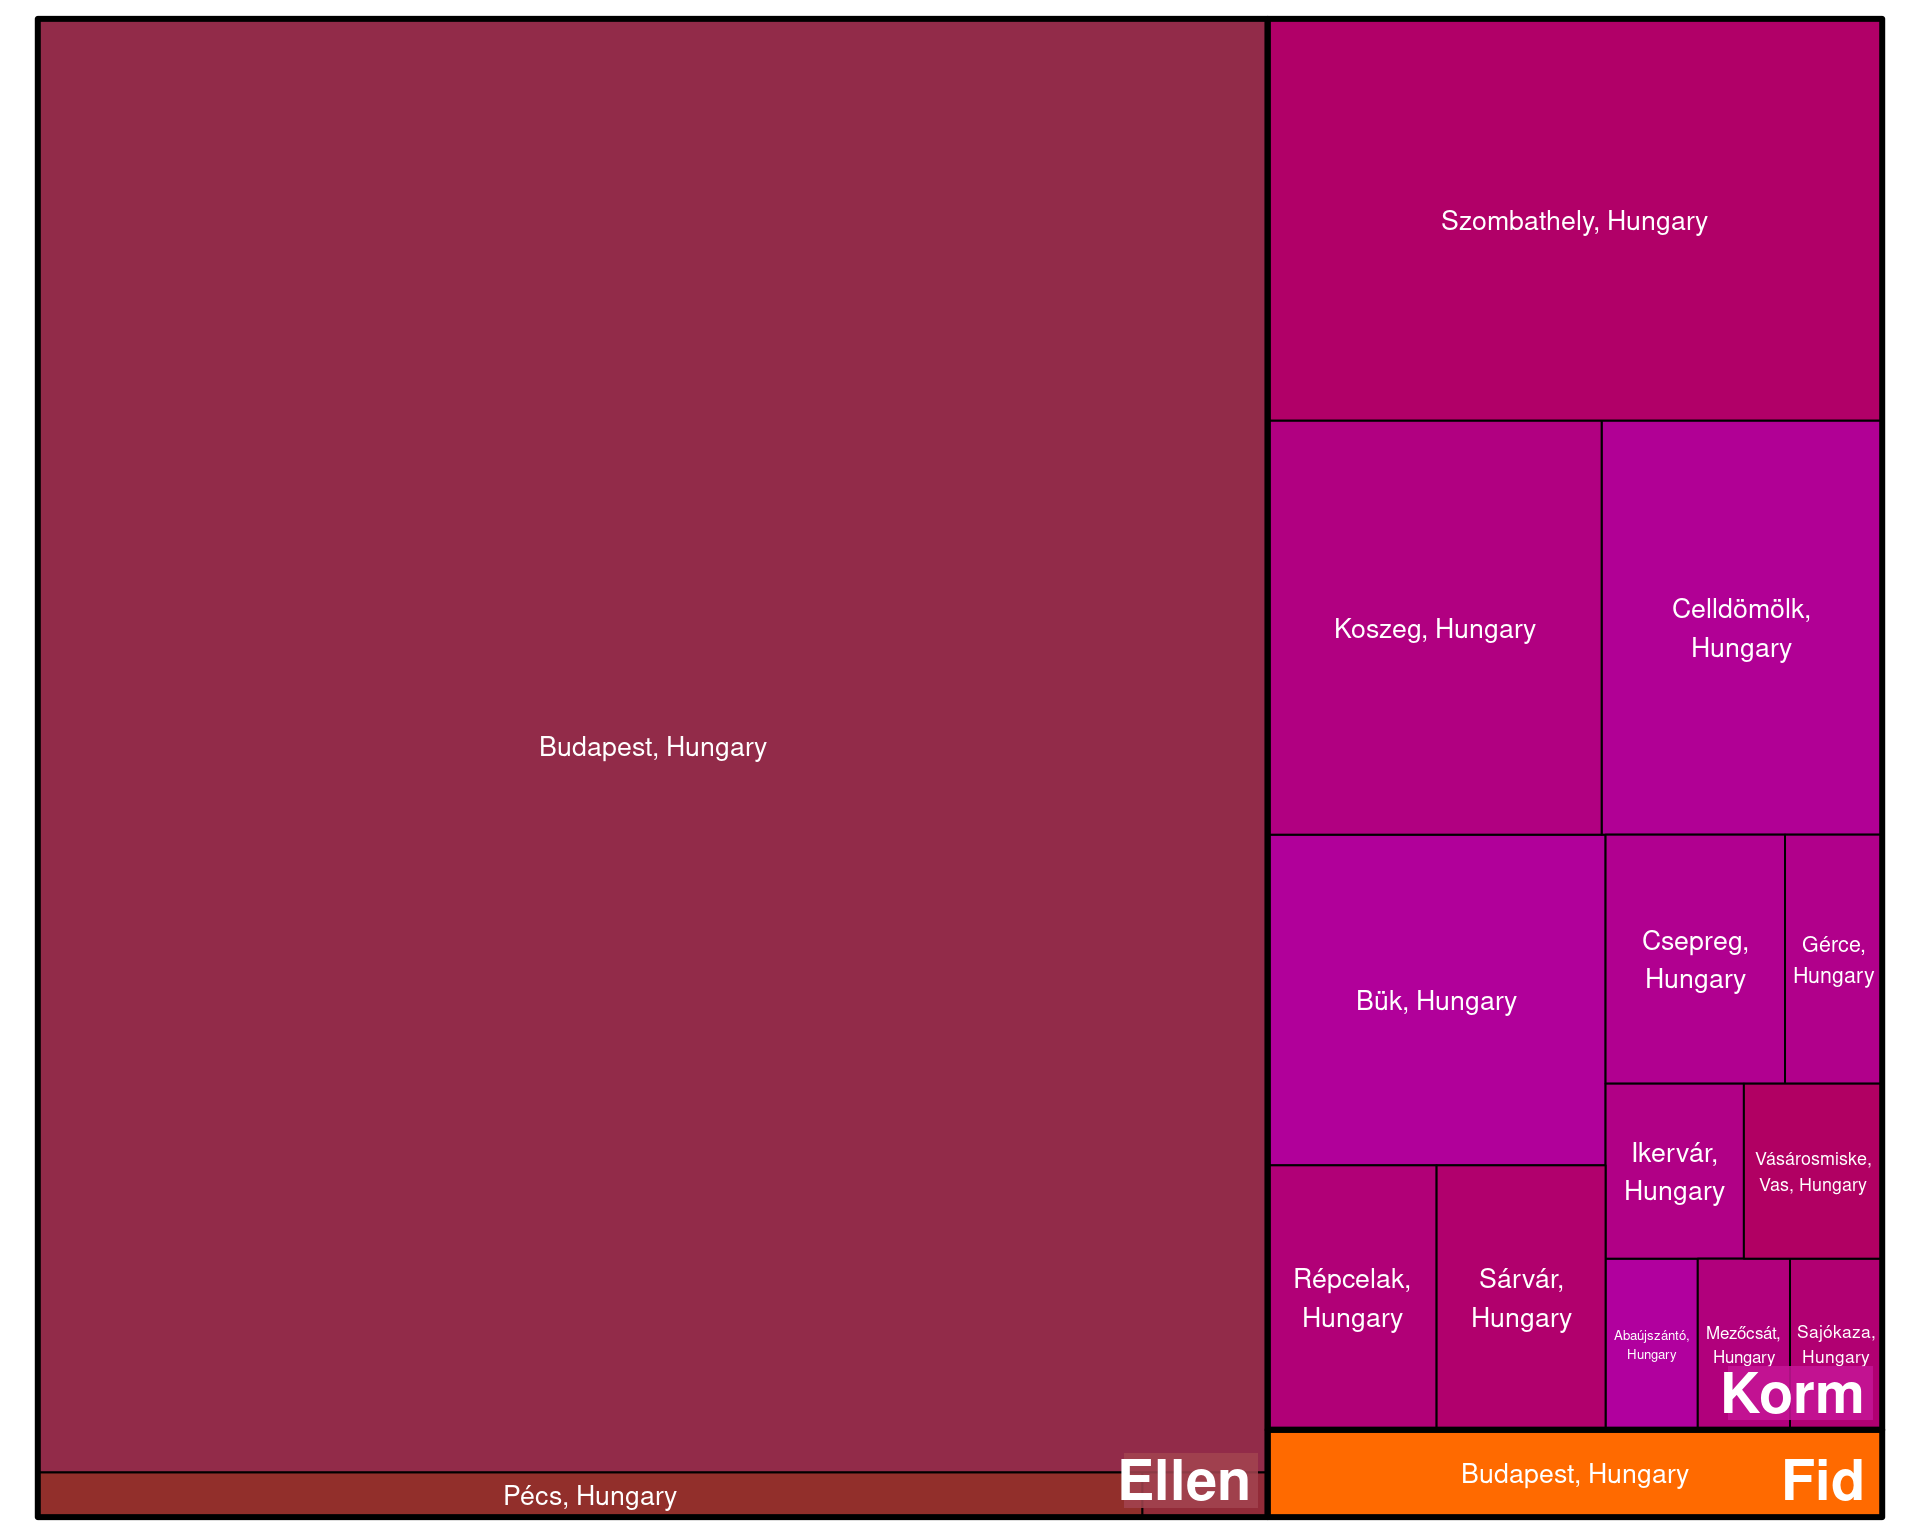 Budapest, Hungary
Pécs, Hungary
Ellen
Szombathely, Hungary
Koszeg, Hungary
Celldömölk,
Hungary
Bük, Hungary
Csepreg,
Hungary
Gérce,
Hungary
Ikervár,
Hungary
Vásárosmiske,
Vas, Hungary
Répcelak,
Hungary
Sárvár,
Hungary
Abaújszántó,
Hungary
Mezőcsát,
Hungary
Sajókaza,
Hungary
Korm
Budapest, Hungary
Fid